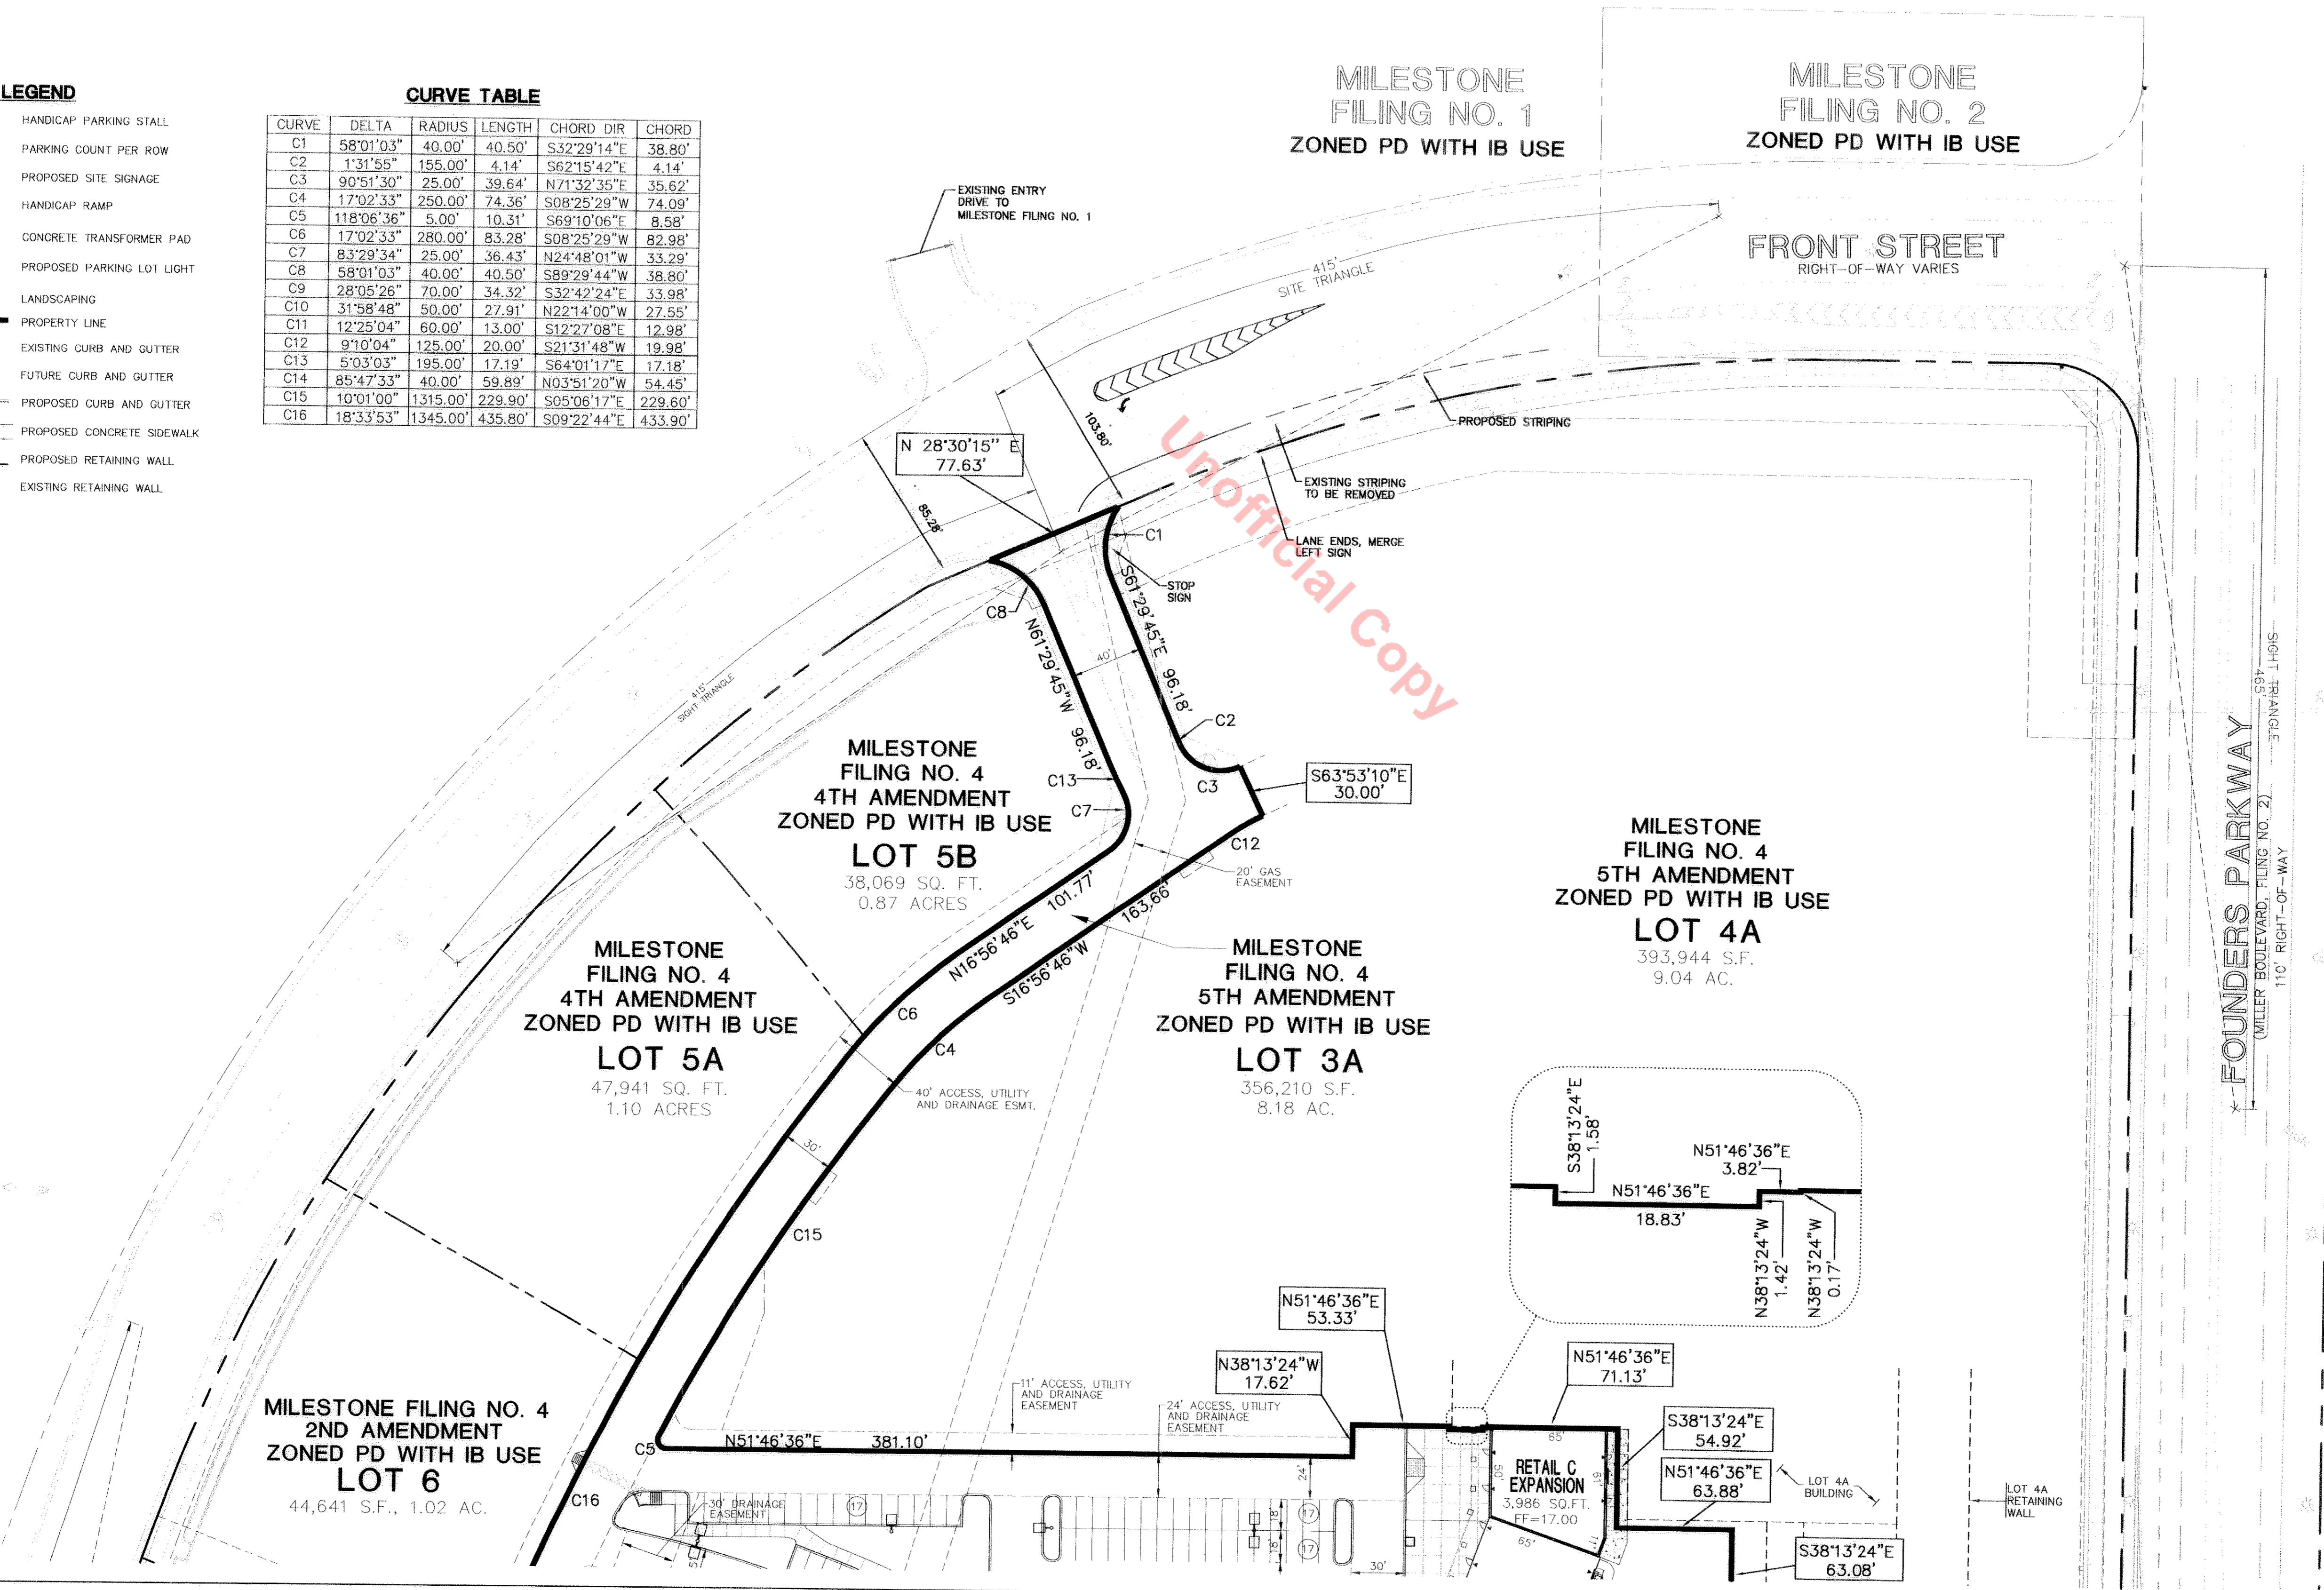 LEGEND
HANDICAP PARKING STALL
PARKING COUNT PER ROW
PROPOSED SITE SIGNAGE
HANDICAP RAMP
CONCRETE TRANSFORMER PAD
PROPOSED PARKING LOT LIGHT
LANDSCAPING
PROPERTY LINE
EXISTING CURB AND GUTTER
FUTURE CURB AND GUTTER
PROPOSED CURB AND GUTTER
PROPOSED CONCRETE SIDEWALK
PROPOSED RETAINING WALL
EXISTING RETAINING WALL
CURVE TABLE
CURVE DELTA RADIUS LENGTH CHORD DIR CHORD
C1 58°01'03" 40.00' 40.50' S32°29'14"E 38.80'
C2 1°31'55" 155.00' 4.14' S62°15'42"E 4.14'
C3 90°51'30" 25.00' 39.64' N71°32'35"E 35.62'
C4 17°02'33" 250.00' 74.36' S08°25'29"W 74.09'
C5 118°06'36" 5.00' 10.31' S69°10'06"E 8.58'
C6 17°02'33" 280.00' 83.28' S08°25'29"W 82.98'
C7 83°29'34" 25.00' 36.43' N24°48'01"W 33.29'
C8 58°01'03" 40.00' 40.50' S89°29'44"W 38.80'
C9 28°05'26" 70.00' 34.32' S32°42'24"E 33.98'
C10 31°58'48" 50.00' 27.91' N22°14'00"W 27.55'
C11 12°25'04" 60.00' 13.00' S12°27'08"E 12.98'
C12 9°10'04" 125.00' 20.00' S21°31'48"W 19.98'
C13 5°03'03" 195.00' 17.19' S64°01'17"E 17.18'
C14 85°47'33" 40.00' 59.89' N03°51'20"W 54.45'
C15 10°01'00" 1315.00' 229.90' S05°06'17"E 229.60'
C16 18°33'53" 1345.00' 435.80' S09°22'44"E 433.90'
MILESTONE
FILING NO. 1
ZONED PD WITH IB USE
MILESTONE
FILING NO. 2
ZONED PD WITH IB USE
EXISTING ENTRY
DRIVE TO
MILESTONE FILING NO. 1
FRONT STREET
RIGHT-OF-WAY VARIES
415'
SITE TRIANGLE
103.80'
85.28'
N 28°30'15" E
77.63'
PROPOSED STRIPING
EXISTING STRIPING
TO BE REMOVED
LANE ENDS, MERGE
LEFT SIGN
Unofficial Copy
C1
STOP
SIGN
C8
S61°29'45"E 96.18'
N61°29'45"W 96.18'
40'
C2
C3
C13
C7
C12
S63°53'10"E
30.00'
20' GAS
EASEMENT
415'
SIGHT TRIANGLE
MILESTONE
FILING NO. 4
4TH AMENDMENT
ZONED PD WITH IB USE
LOT 5B
38,069 SQ. FT.
0.87 ACRES
N16°56'46"E 101.77'
S16°56'46"W 163.66'
C6
C4
MILESTONE
FILING NO. 4
4TH AMENDMENT
ZONED PD WITH IB USE
LOT 5A
47,941 SQ. FT.
1.10 ACRES
MILESTONE
FILING NO. 4
5TH AMENDMENT
ZONED PD WITH IB USE
LOT 3A
356,210 S.F.
8.18 AC.
MILESTONE
FILING NO. 4
5TH AMENDMENT
ZONED PD WITH IB USE
LOT 4A
393,944 S.F.
9.04 AC.
FOUNDERS PARKWAY
(MILLER BOULEVARD, FILING NO. 2)
110' RIGHT-OF-WAY
465'
SIGHT TRIANGLE
40' ACCESS, UTILITY
AND DRAINAGE ESMT.
30'
C15
S38°13'24"E
1.58'
N51°46'36"E
3.82'
N51°46'36"E
18.83'
N38°13'24"W
1.42'
N38°13'24"W
0.17'
N51°46'36"E
53.33'
N38°13'24"W
17.62'
N51°46'36"E
71.13'
S38°13'24"E
54.92'
N51°46'36"E
63.88'
S38°13'24"E
63.08'
11' ACCESS, UTILITY
AND DRAINAGE
EASEMENT
24' ACCESS, UTILITY
AND DRAINAGE
EASEMENT
MILESTONE FILING NO. 4
2ND AMENDMENT
ZONED PD WITH IB USE
LOT 6
44,641 S.F., 1.02 AC.
C5
N51°46'36"E 381.10'
C16
30' DRAINAGE
EASEMENT
17
24'
18'
18'
17
17
30'
65'
50'
61'
RETAIL C
EXPANSION
3,986 SQ.FT.
FF=17.00
65'
11'
LOT 4A
BUILDING
LOT 4A
RETAINING
WALL